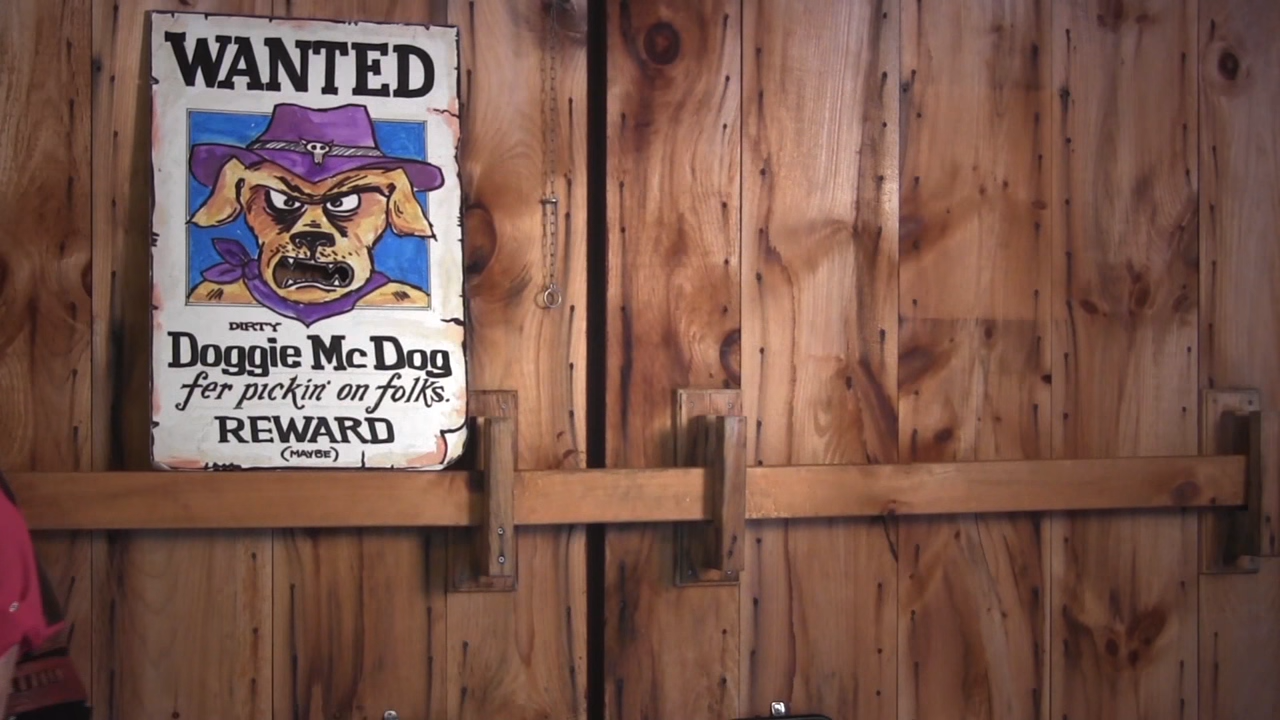 WANTED
DIRTY
Doggie McDog
fer pickin' on folks.
REWARD
(MAYBE)